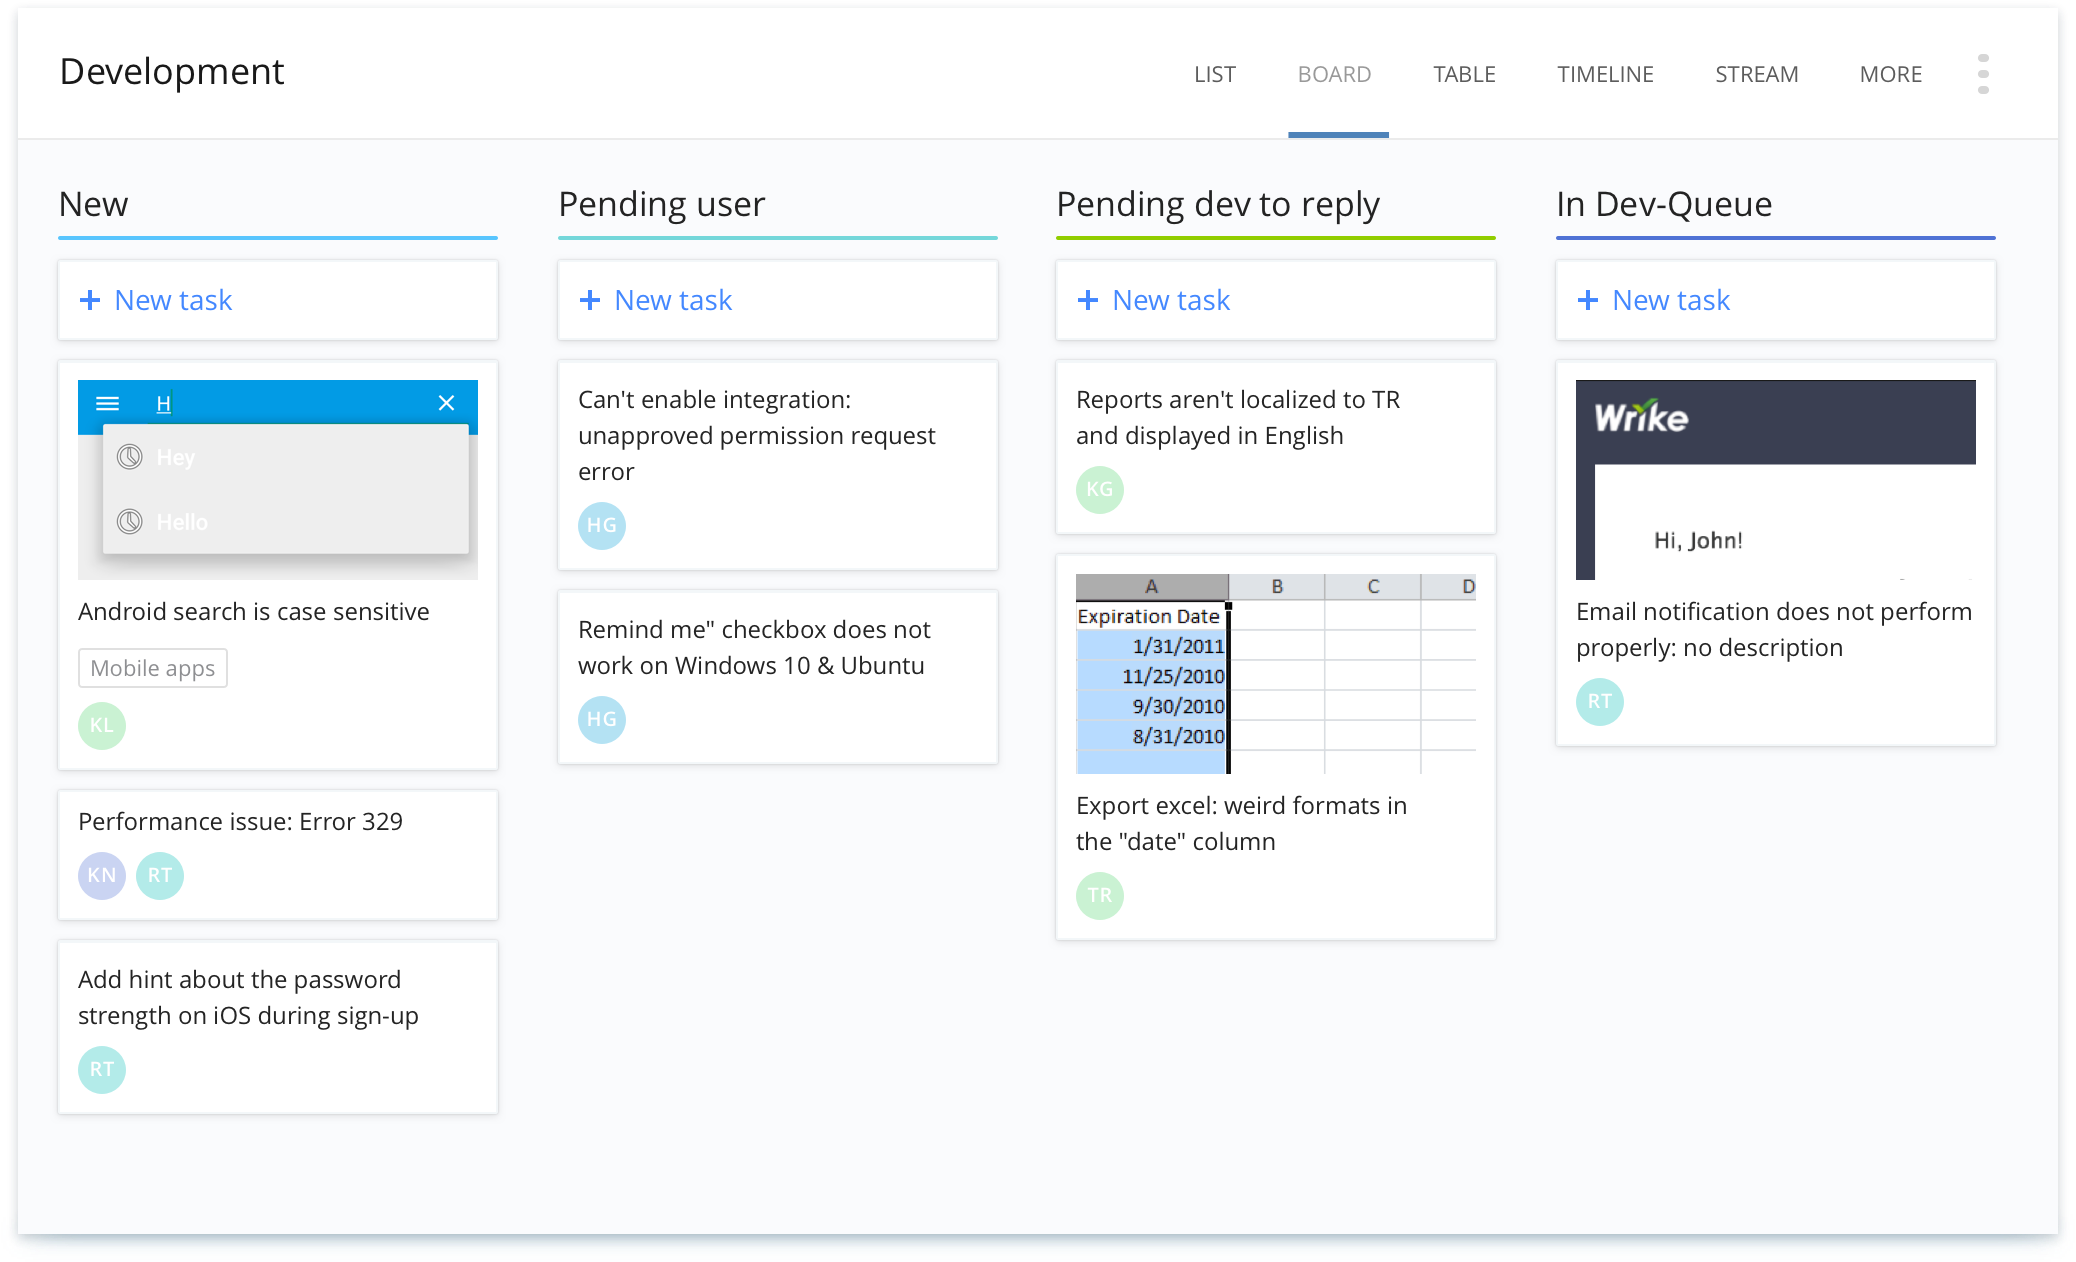 Development
LIST
BOARD
TABLE
TIMELINE
STREAM
MORE
New
+ New task
H
Hey
Hello
Android search is case sensitive
Mobile apps
KL
Performance issue: Error 329
KN RT
Add hint about the password
strength on iOS during sign-up
RT
Pending user
+ New task
Can't enable integration:
unapproved permission request
error
HG
Remind me" checkbox does not
work on Windows 10 & Ubuntu
HG
Pending dev to reply
+ New task
Reports aren't localized to TR
and displayed in English
KG
A B C D
Expiration Date
1/31/2011
11/25/2010
9/30/2010
8/31/2010
Export excel: weird formats in
the "date" column
TR
In Dev-Queue
+ New task
Wrike
Hi, John!
Email notification does not perform
properly: no description
RT